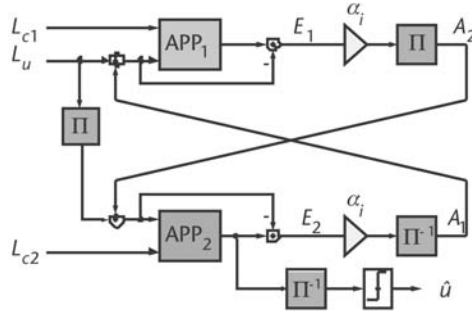 L_c1 APP_1 E_1 α_i Π A_2
L_u -
Π
L_c2 APP_2 - E_2 α_i Π^-1 A_1
Π^-1 û